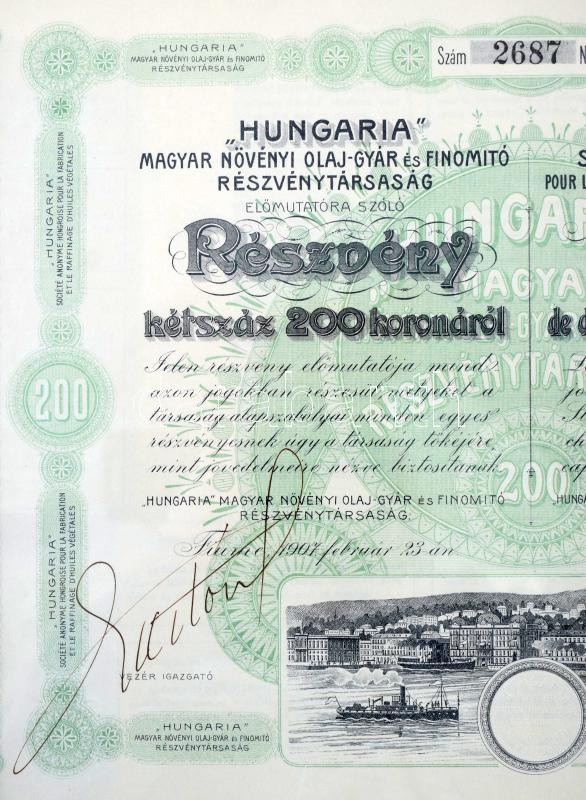 „HUNGARIA"
MAGYAR NÖVÉNYI OLAJ-GYÁR és FINOMITÓ
RÉSZVÉNYTÁRSASÁG
Szám 2687 N
„HUNGARIA"
MAGYAR NÖVÉNYI OLAJ-GYÁR és FINOMITÓ
RÉSZVÉNYTÁRSASÁG
ELŐMUTATÓRA SZÓLÓ
Részvény
kétszáz 200 koronáról
Jelen részvény előmutatója mind-
azon jogokban részesül melyeket a
társaság alapszabályai minden egyes
részvényesnek úgy a társaság tőkéjére,
mint jövedelmeire nézve biztosítanak.
„HUNGARIA" MAGYAR NÖVÉNYI OLAJ-GYÁR és FINOMITÓ
RÉSZVÉNYTÁRSASÁG:
Fiume, 1907. február 23-án
VEZÉR IGAZGATÓ
„HUNGARIA"
SOCIÉTÉ ANONYME HONGROISE POUR LA FABRICATION
ET LE RAFFINAGE D'HUILES VÉGÉTALES
200
„HUNGARIA"
SOCIÉTÉ ANONYME HONGROISE POUR LA FABRICATION
ET LE RAFFINAGE D'HUILES VÉGÉTALES
„HUNGARIA"
MAGYAR NÖVÉNYI OLAJ-GYÁR és FINOMITÓ
RÉSZVÉNYTÁRSASÁG
S
POUR L
de d
200
„HUNG